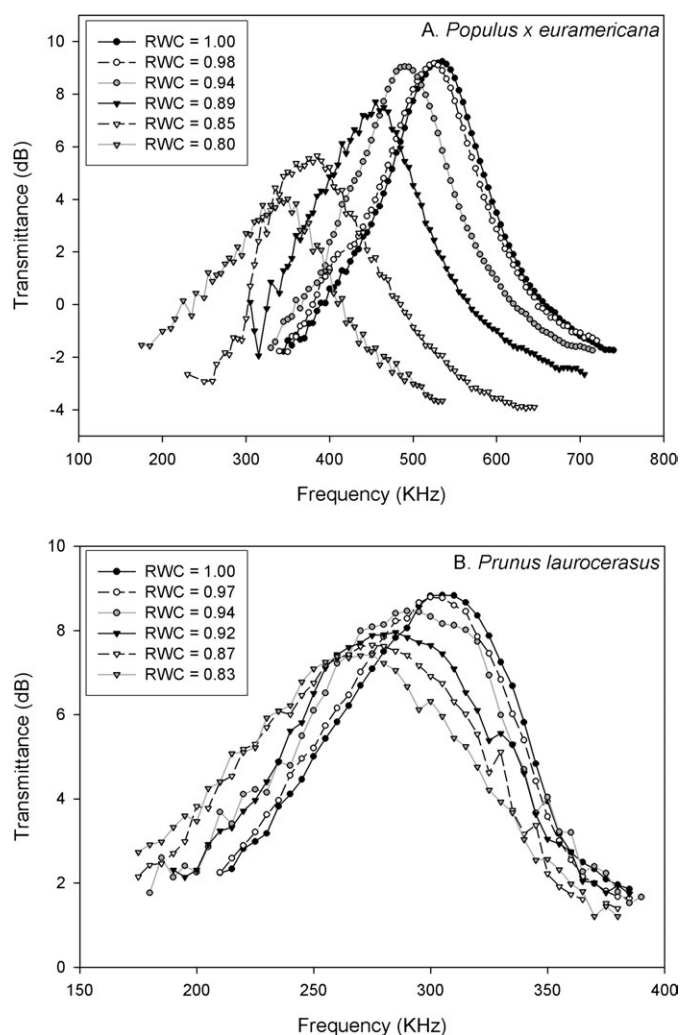 A. Populus x euramericana
RWC = 1.00
RWC = 0.98
RWC = 0.94
RWC = 0.89
RWC = 0.85
RWC = 0.80
Transmittance (dB)
10
8
6
4
2
0
-2
-4
100 200 300 400 500 600 700 800
Frequency (KHz)
B. Prunus laurocerasus
RWC = 1.00
RWC = 0.97
RWC = 0.94
RWC = 0.92
RWC = 0.87
RWC = 0.83
Transmittance (dB)
10
8
6
4
2
0
150 200 250 300 350 400
Frequency (KHz)